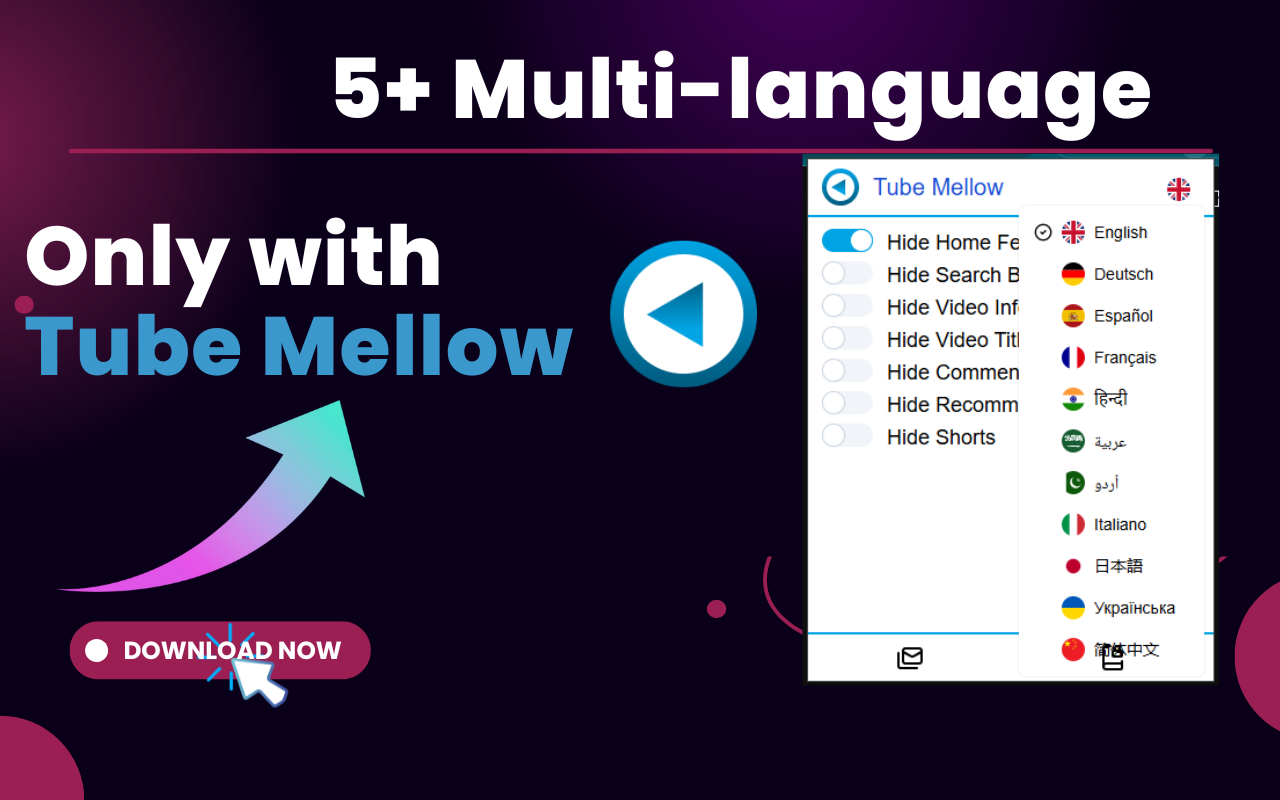 5+ Multi-language
Only with
Tube Mellow
DOWNLOAD NOW
Tube Mellow
Hide Home Fe
Hide Search B
Hide Video Inf
Hide Video Titl
Hide Commen
Hide Recomm
Hide Shorts
English
Deutsch
Español
Français
हिन्दी
عربية
أردو
Italiano
日本語
Українська
简体中文